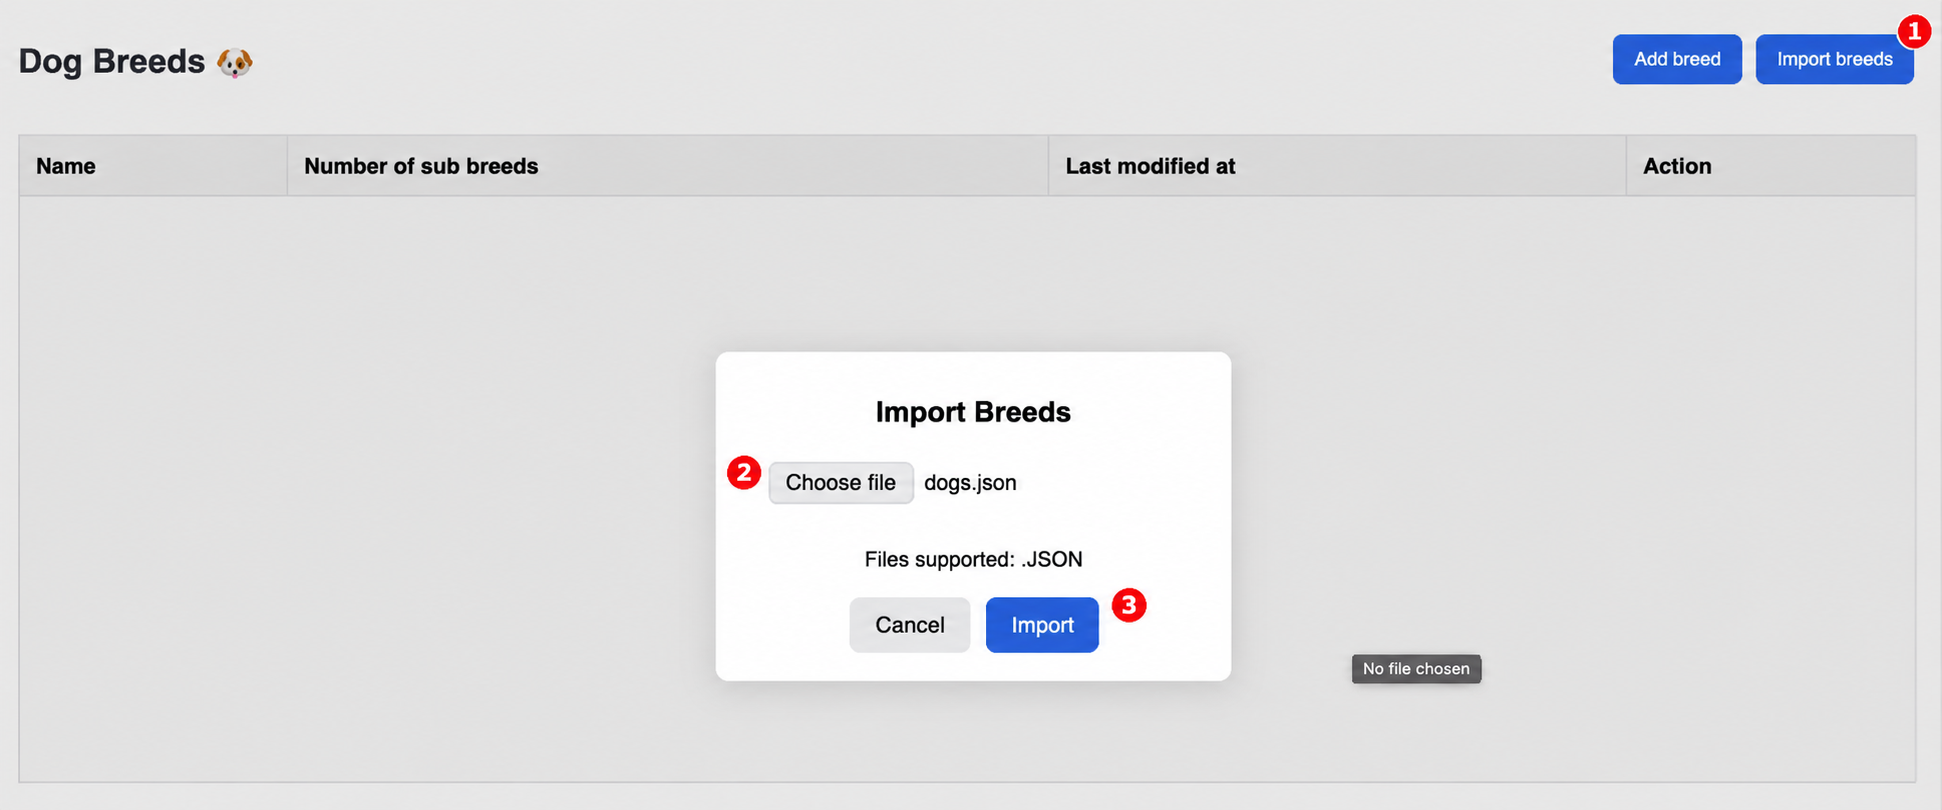 Dog Breeds 🐶
Add breed
Import breeds
1
Name
Number of sub breeds
Last modified at
Action
Import Breeds
2
Choose file
dogs.json
Files supported: .JSON
Cancel
Import
3
No file chosen